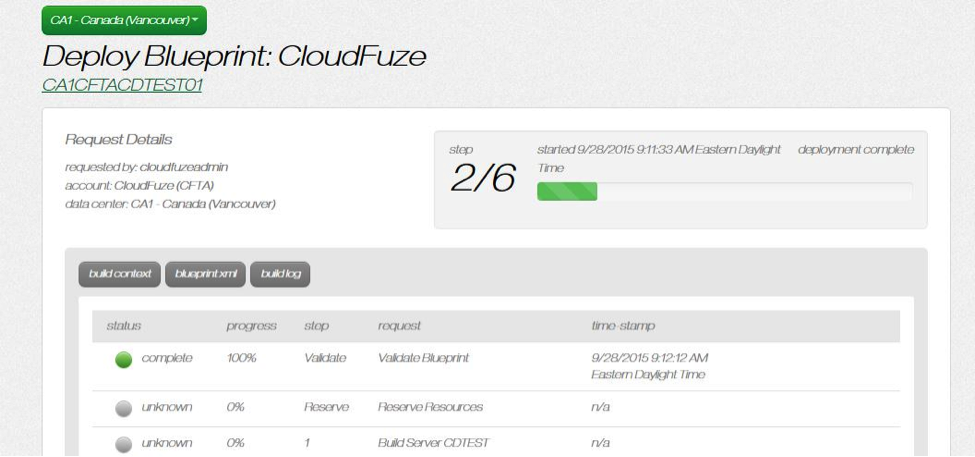 CA1 - Canada (Vancouver)
Deploy Blueprint: CloudFuze
CA1CFTACDTEST01
Request Details
requested by: cloudfuzeadmin
account: CloudFuze (CFTA)
data center: CA1 - Canada (Vancouver)
step
2/6
started 9/28/2015 9:11:33 AM Eastern Daylight
Time
deployment complete
build context
blueprint xml
build log
status progress step request time-stamp
complete 100% Validate Validate Blueprint 9/28/2015 9:12:12 AM
Eastern Daylight Time
unknown 0% Reserve Reserve Resources n/a
unknown 0% 1 Build Server CDTEST n/a